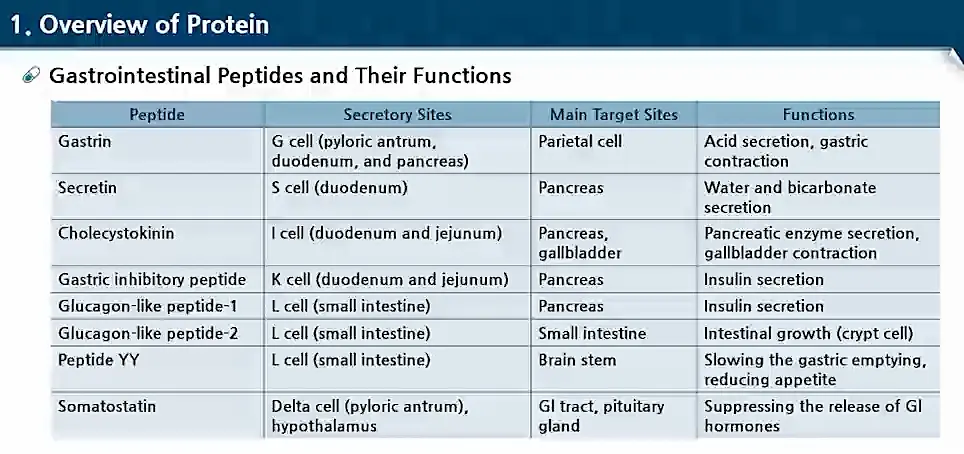 1. Overview of Protein
Gastrointestinal Peptides and Their Functions
Peptide Secretory Sites Main Target Sites Functions
Gastrin G cell (pyloric antrum, Parietal cell Acid secretion, gastric
duodenum, and pancreas) contraction
Secretin S cell (duodenum) Pancreas Water and bicarbonate
secretion
Cholecystokinin I cell (duodenum and jejunum) Pancreas, Pancreatic enzyme secretion,
gallbladder gallbladder contraction
Gastric inhibitory peptide K cell (duodenum and jejunum) Pancreas Insulin secretion
Glucagon-like peptide-1 L cell (small intestine) Pancreas Insulin secretion
Glucagon-like peptide-2 L cell (small intestine) Small intestine Intestinal growth (crypt cell)
Peptide YY L cell (small intestine) Brain stem Slowing the gastric emptying,
reducing appetite
Somatostatin Delta cell (pyloric antrum), GI tract, pituitary Suppressing the release of GI
hypothalamus gland hormones